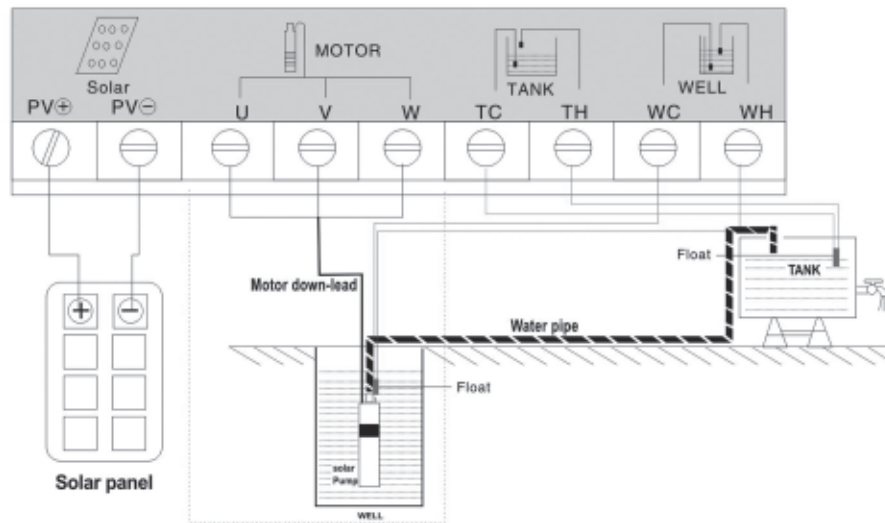 Solar
MOTOR
TANK
WELL
PV⊕ PV⊖ U V W TC TH WC WH
Float
TANK
Motor down-lead
Water pipe
Float
solar
Pump
Solar panel
WELL